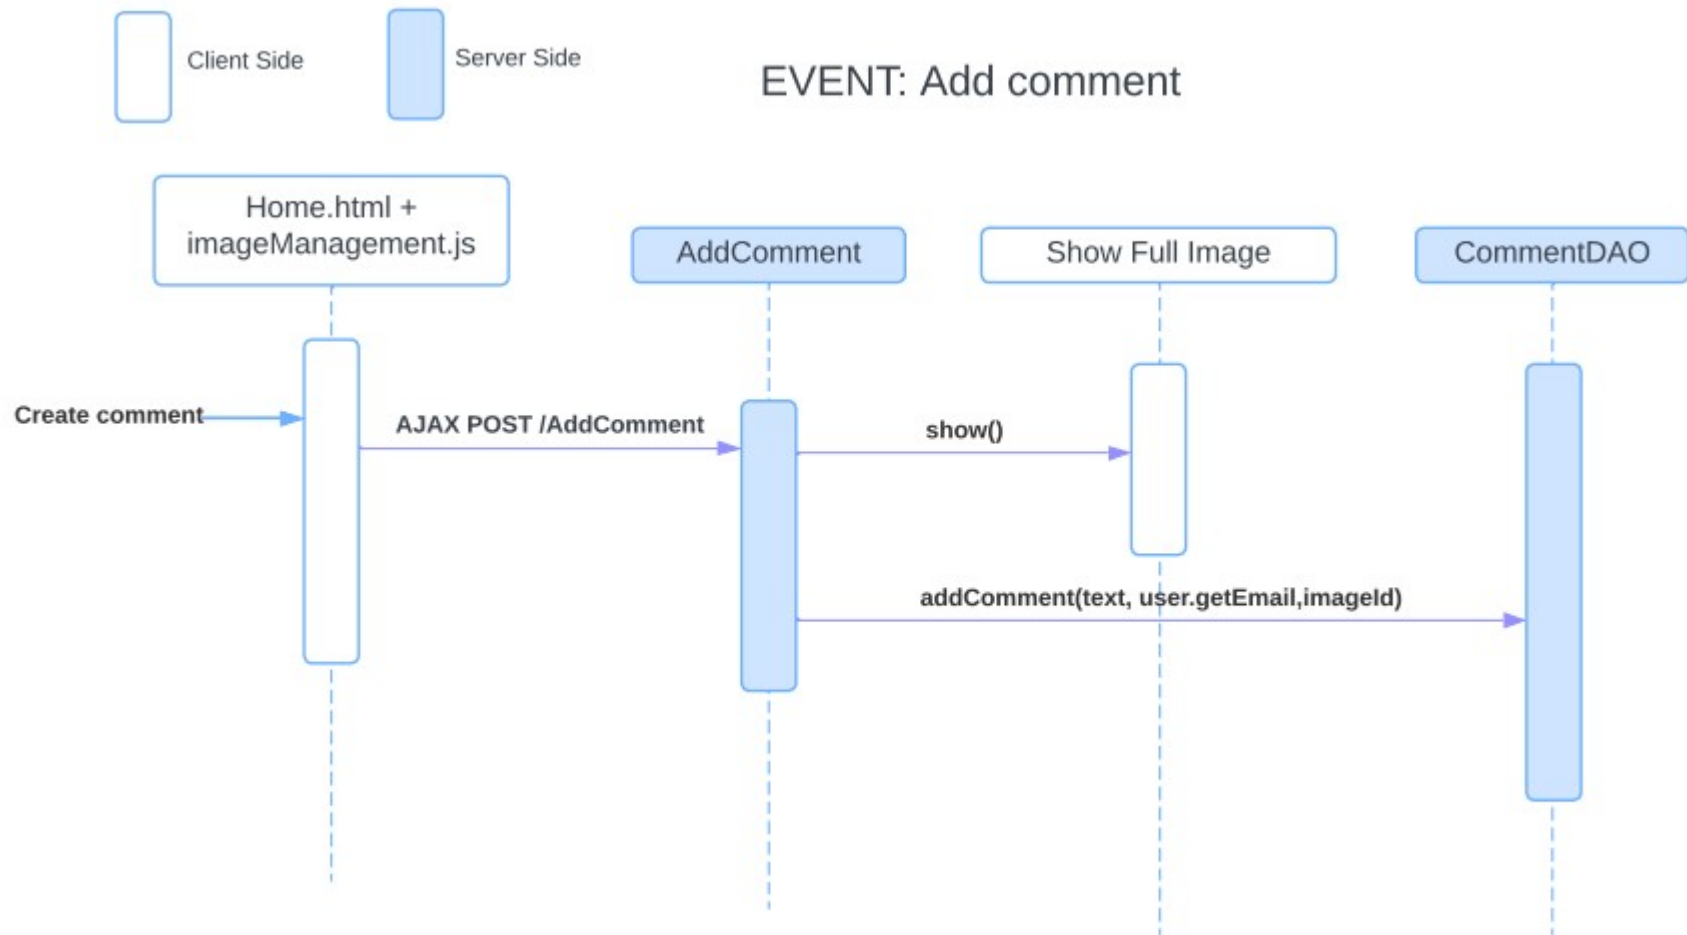 Client Side
Server Side
EVENT: Add comment
Home.html +
imageManagement.js
AddComment
Show Full Image
CommentDAO
Create comment
AJAX POST /AddComment
show()
addComment(text, user.getEmail,imageId)